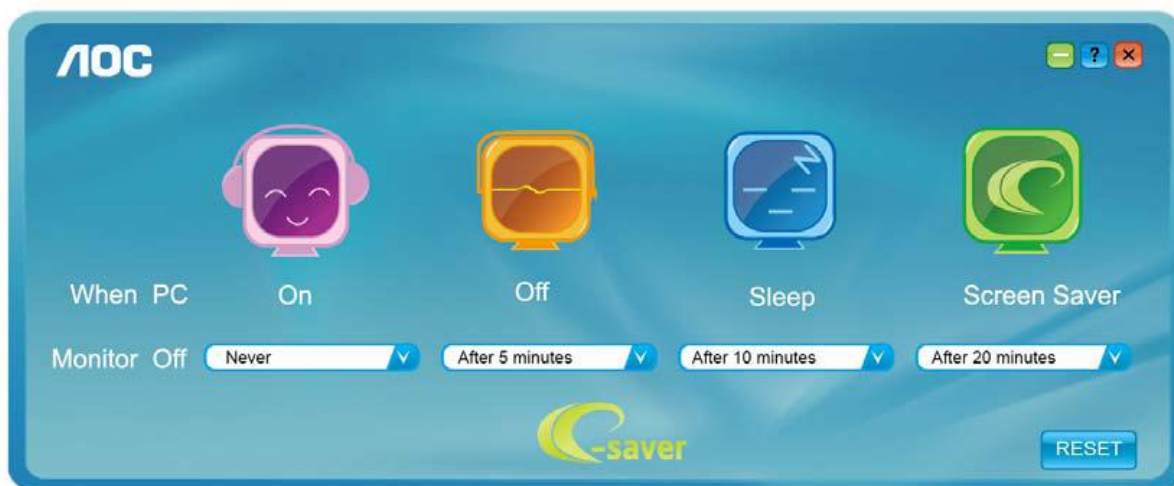 AOC
?
When PC On Off Sleep Screen Saver
Monitor Off Never After 5 minutes After 10 minutes After 20 minutes
e-saver
RESET